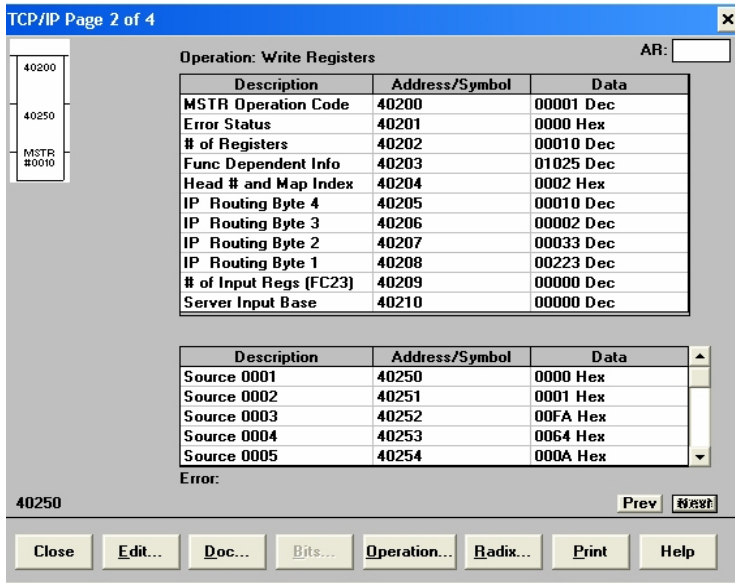 TCP/IP Page 2 of 4
40200
40250
MSTR
#0010
Operation: Write Registers
AR:
Description Address/Symbol Data
MSTR Operation Code 40200 00001 Dec
Error Status 40201 0000 Hex
# of Registers 40202 00010 Dec
Func Dependent Info 40203 01025 Dec
Head # and Map Index 40204 0002 Hex
IP Routing Byte 4 40205 00010 Dec
IP Routing Byte 3 40206 00002 Dec
IP Routing Byte 2 40207 00033 Dec
IP Routing Byte 1 40208 00223 Dec
# of Input Regs (FC23) 40209 00000 Dec
Server Input Base 40210 00000 Dec
Description Address/Symbol Data
Source 0001 40250 0000 Hex
Source 0002 40251 0001 Hex
Source 0003 40252 00FA Hex
Source 0004 40253 0064 Hex
Source 0005 40254 000A Hex
Error:
40250
Prev Next
Close Edit... Doc... Bits... Operation... Radix... Print Help